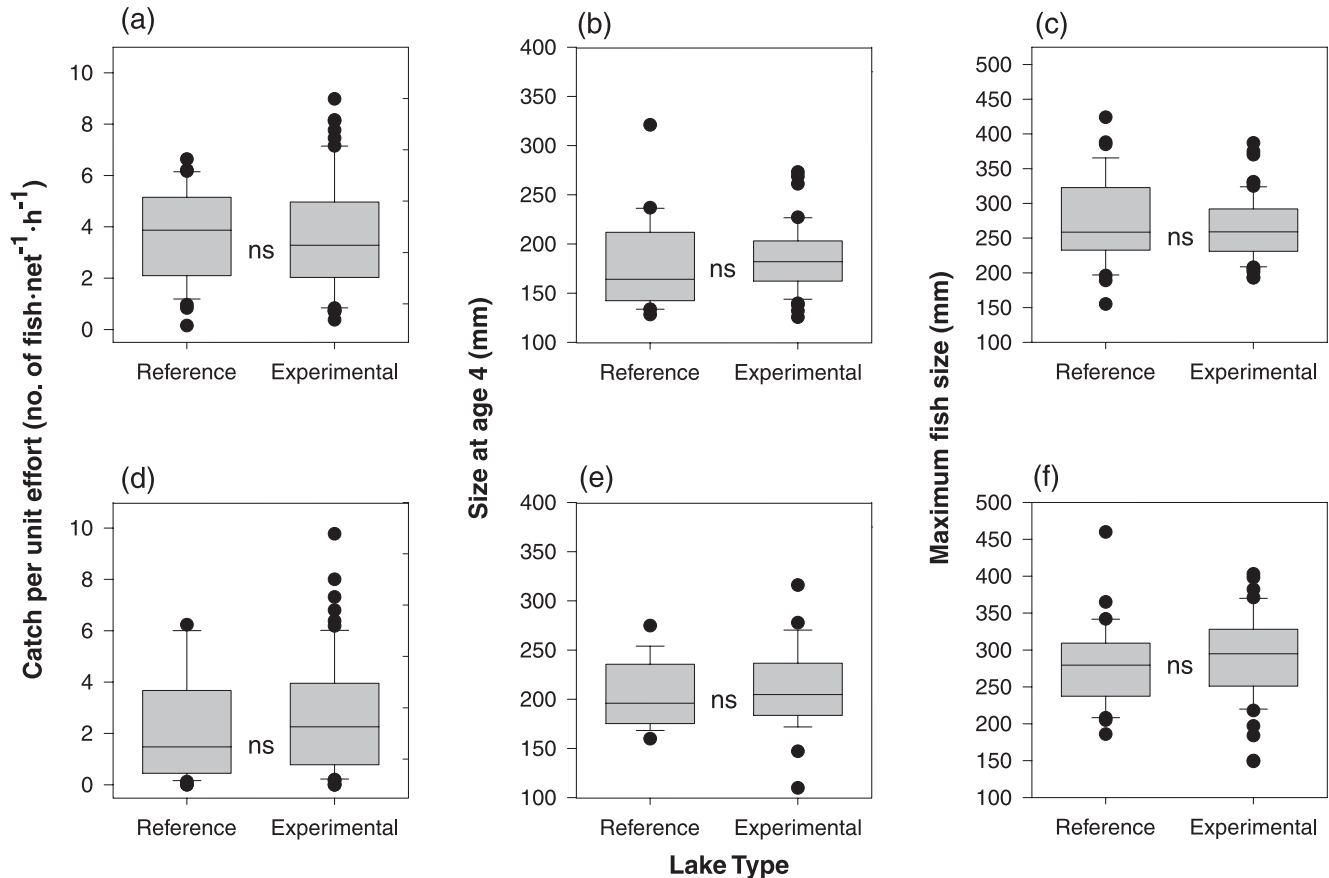 (a)
(b)
(c)
Catch per unit effort (no. of fish·net⁻¹·h⁻¹)
10
8
6
4
2
0
ns
Reference
Experimental
Size at age 4 (mm)
400
350
300
250
200
150
100
ns
Reference
Experimental
Maximum fish size (mm)
500
450
400
350
300
250
200
150
100
ns
Reference
Experimental
(d)
(e)
(f)
10
8
6
4
2
0
ns
Reference
Experimental
400
350
300
250
200
150
100
ns
Reference
Experimental
500
450
400
350
300
250
200
150
100
ns
Reference
Experimental
Lake Type